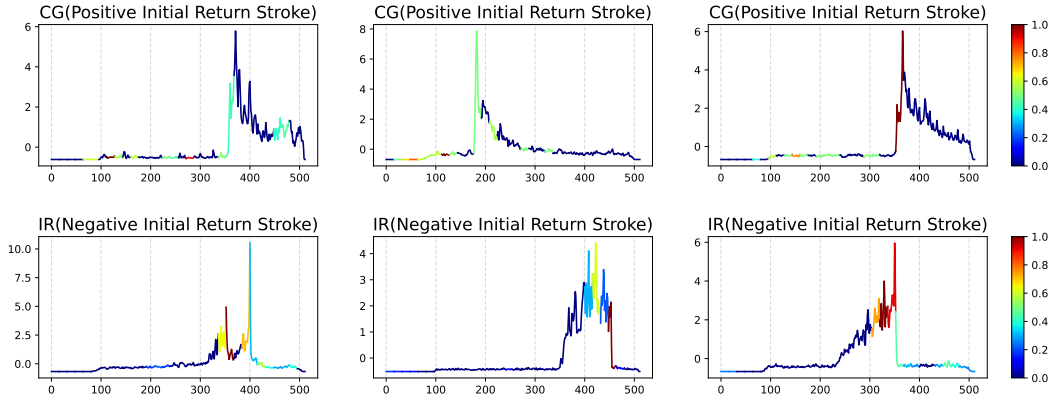 CG(Positive Initial Return Stroke) CG(Positive Initial Return Stroke) CG(Positive Initial Return Stroke)
6 8 6 1.0
4 6 4 0.8
2 4 2 0.6
0 2 0 0.4
0 0.2
0.0
0 100 200 300 400 500 0 100 200 300 400 500 0 100 200 300 400 500
IR(Negative Initial Return Stroke) IR(Negative Initial Return Stroke) IR(Negative Initial Return Stroke)
10.0 4 6 1.0
7.5 3 4 0.8
5.0 2 2 0.6
2.5 1 0 0.4
0.0 0 0.2
0.0
0 100 200 300 400 500 0 100 200 300 400 500 0 100 200 300 400 500